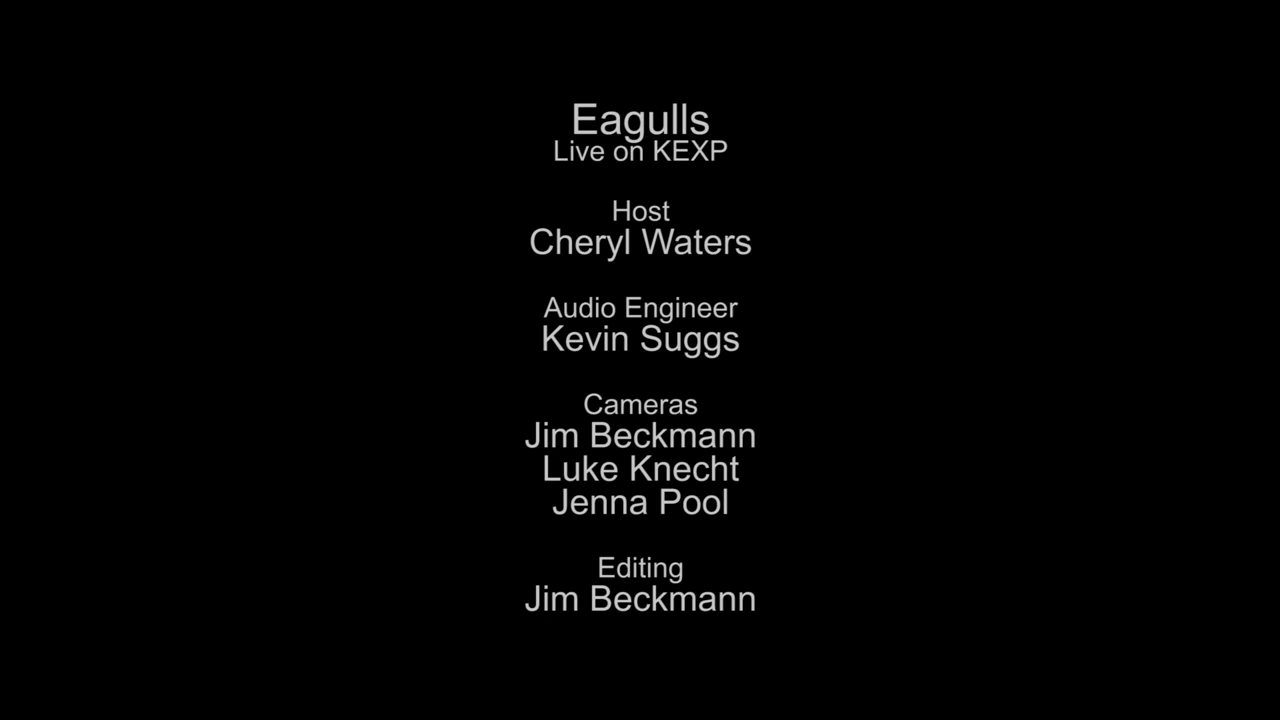 Eagulls
Live on KEXP
Host
Cheryl Waters
Audio Engineer
Kevin Suggs
Cameras
Jim Beckmann
Luke Knecht
Jenna Pool
Editing
Jim Beckmann